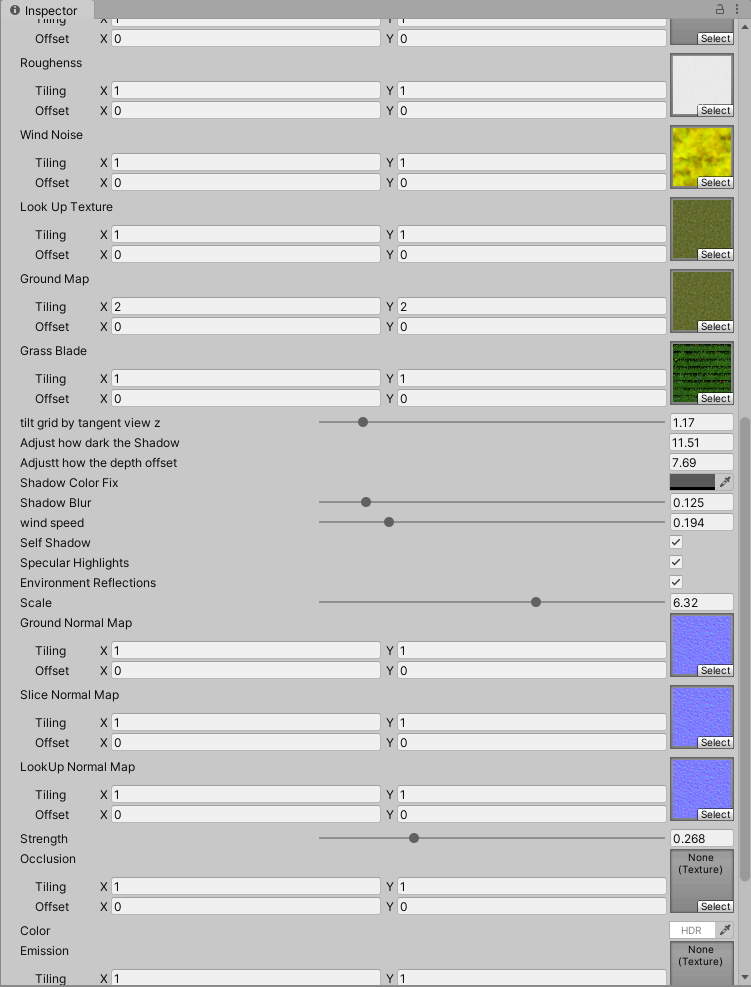 Inspector
Tiling X 1 Y 1
Offset X 0 Y 0 Select
Roughenss
Tiling X 1 Y 1
Offset X 0 Y 0 Select
Wind Noise
Tiling X 1 Y 1
Offset X 0 Y 0 Select
Look Up Texture
Tiling X 1 Y 1
Offset X 0 Y 0 Select
Ground Map
Tiling X 2 Y 2
Offset X 0 Y 0 Select
Grass Blade
Tiling X 1 Y 1
Offset X 0 Y 0 Select
tilt grid by tangent view z 1.17
Adjust how dark the Shadow 11.51
Adjustt how the depth offset 7.69
Shadow Color Fix
Shadow Blur 0.125
wind speed 0.194
Self Shadow
Specular Highlights
Environment Reflections
Scale 6.32
Ground Normal Map
Tiling X 1 Y 1
Offset X 0 Y 0 Select
Slice Normal Map
Tiling X 1 Y 1
Offset X 0 Y 0 Select
LookUp Normal Map
Tiling X 1 Y 1
Offset X 0 Y 0 Select
Strength 0.268
Occlusion None
(Texture)
Tiling X 1 Y 1
Offset X 0 Y 0 Select
Color HDR
Emission None
(Texture)
Tiling X 1 Y 1